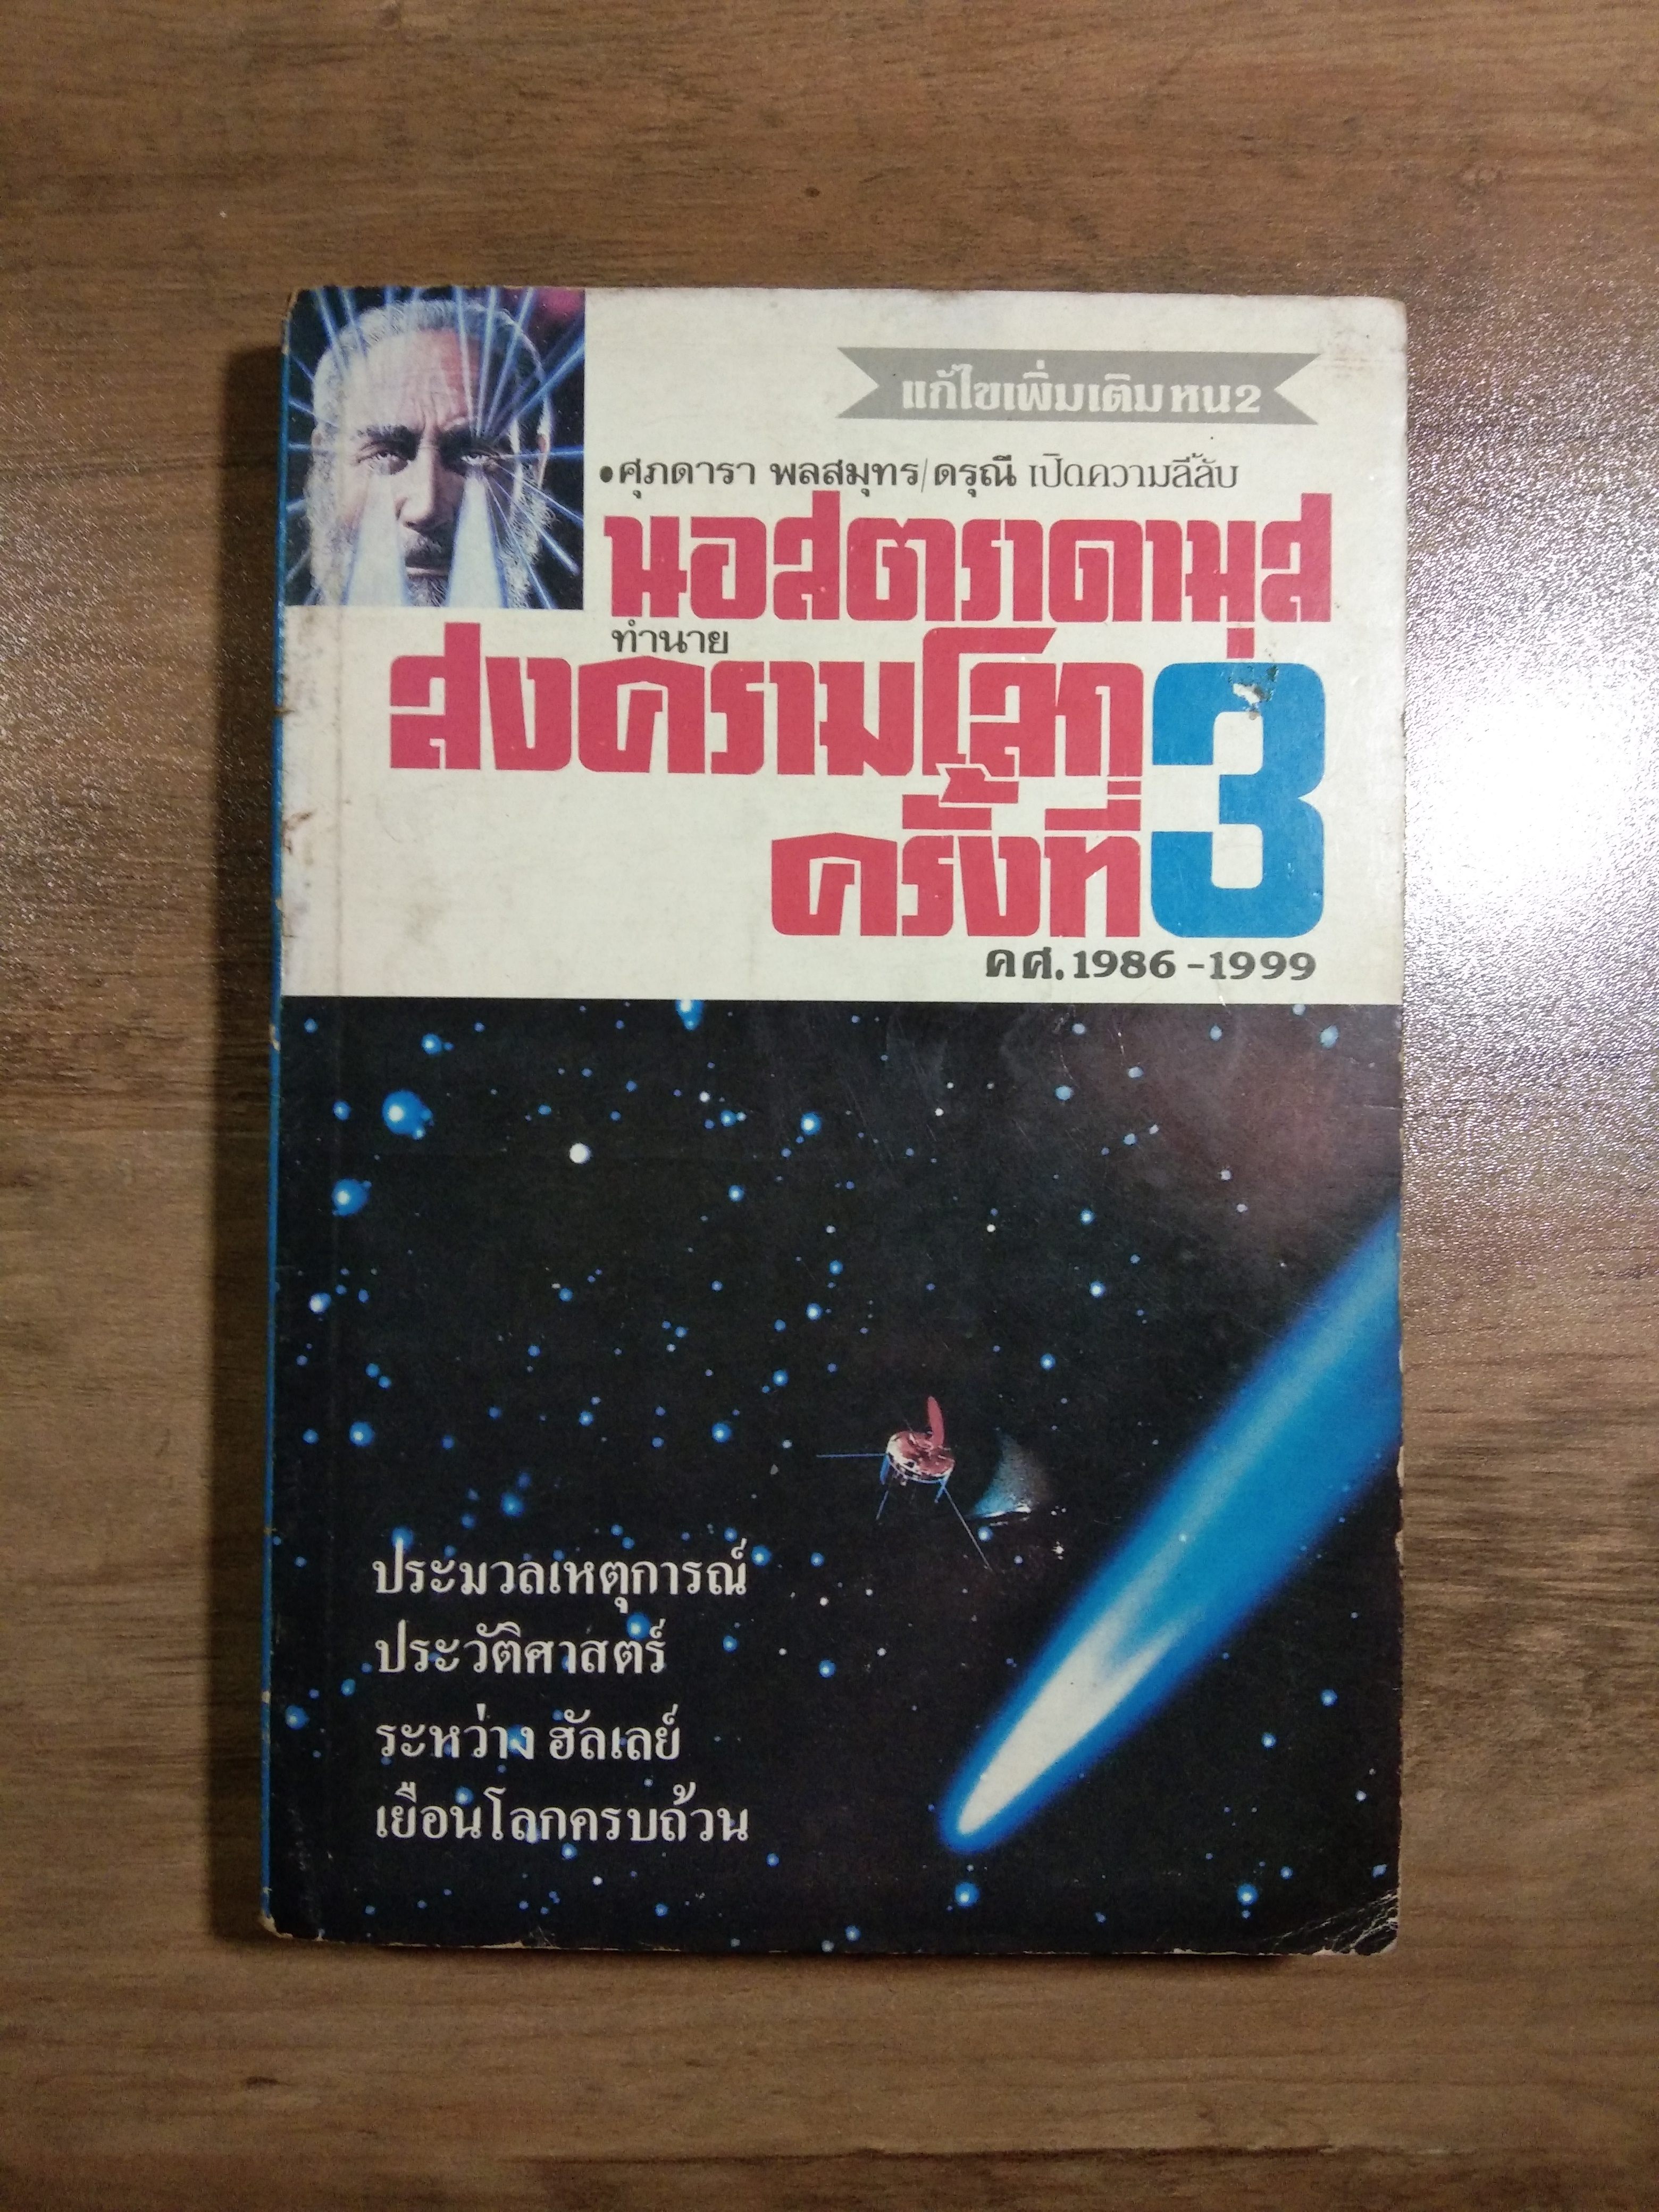 แก้ไขเพิ่มเติม หน 2
•ศุภดารา พลสมุทร/ดรุณี เปิดความลี้ลับ
นอสตราดามุส
ทำนาย
สงครามโลก
ครั้งที่ 3
คศ. 1986 - 1999
ประมวลเหตุการณ์
ประวัติศาสตร์
ระหว่าง ฮัลเลย์
เยือนโลกครบถ้วน